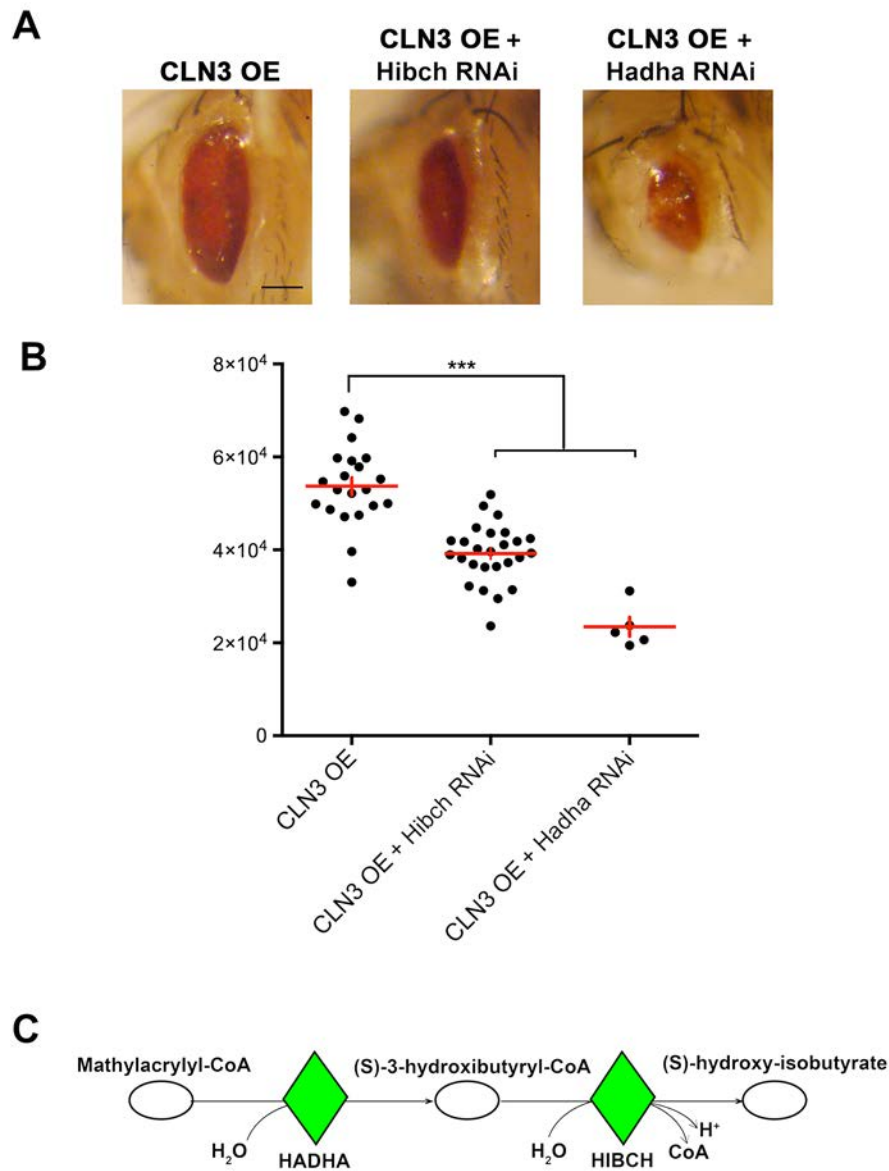 A
CLN3 OE
CLN3 OE +
Hibch RNAi
CLN3 OE +
Hadha RNAi
B
8×10⁴
6×10⁴
4×10⁴
2×10⁴
0
***
CLN3 OE
CLN3 OE + Hibch RNAi
CLN3 OE + Hadha RNAi
C
Mathylacrylyl-CoA
(S)-3-hydroxibutyryl-CoA
(S)-hydroxy-isobutyrate
H₂O
HADHA
H₂O
HIBCH
CoA
H⁺